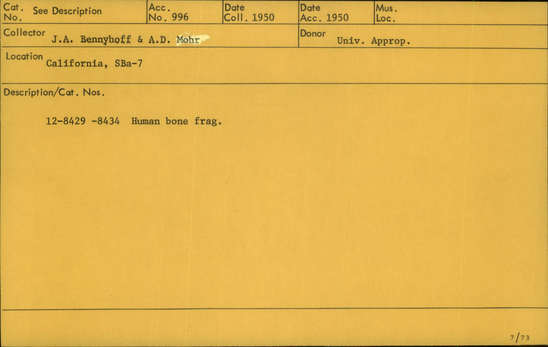 Cat. No. See Description Acc. No. 996 Date Coll. 1950 Date Acc. 1950 Mus. Loc.
Collector J.A. Bennyhoff & A.D. Mohr Donor Univ. Approp.
Location California, SBa-7
Description/Cat. Nos.
12-8429 -8434 Human bone frag.
7/73